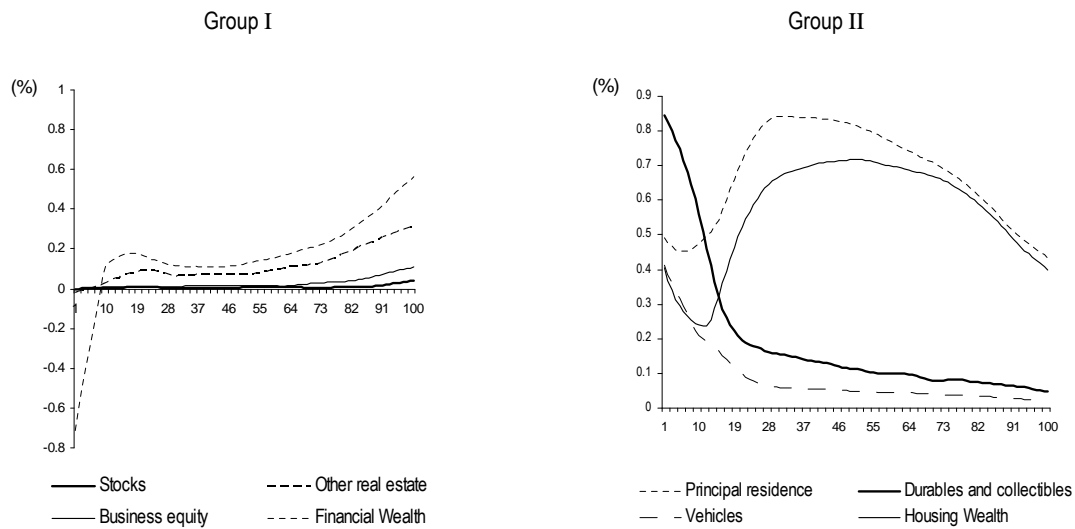 Group I
(%)
1
0.8
0.6
0.4
0.2
0
-0.2
-0.4
-0.6
-0.8
1 10 19 28 37 46 55 64 73 82 91 100
Stocks Other real estate
Business equity Financial Wealth
Group II
(%)
0.9
0.8
0.7
0.6
0.5
0.4
0.3
0.2
0.1
0
1 10 19 28 37 46 55 64 73 82 91 100
Principal residence Durables and collectibles
Vehicles Housing Wealth